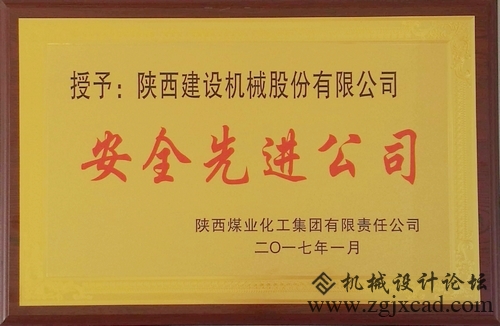 授予：陕西建设机械股份有限公司
安全先进公司
陕西煤业化工集团有限责任公司
二〇一七年一月
机械设计论坛
www.zgjxcad.com